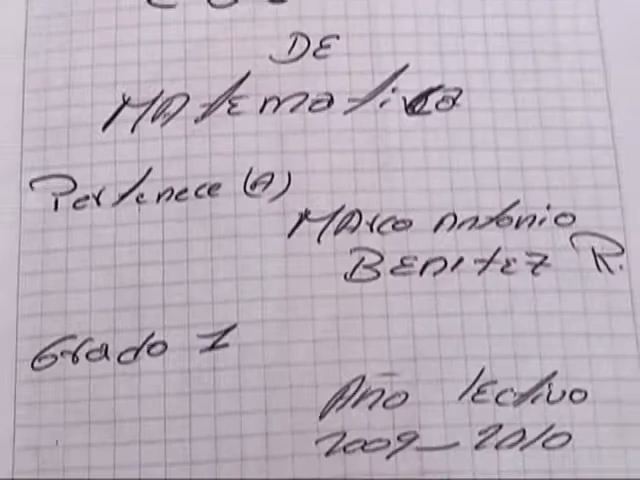 DE
MATematica
Pertenece (A)
MArco Antonio
BENITEZ R.
Grado 1
Año lectivo
2009-2010